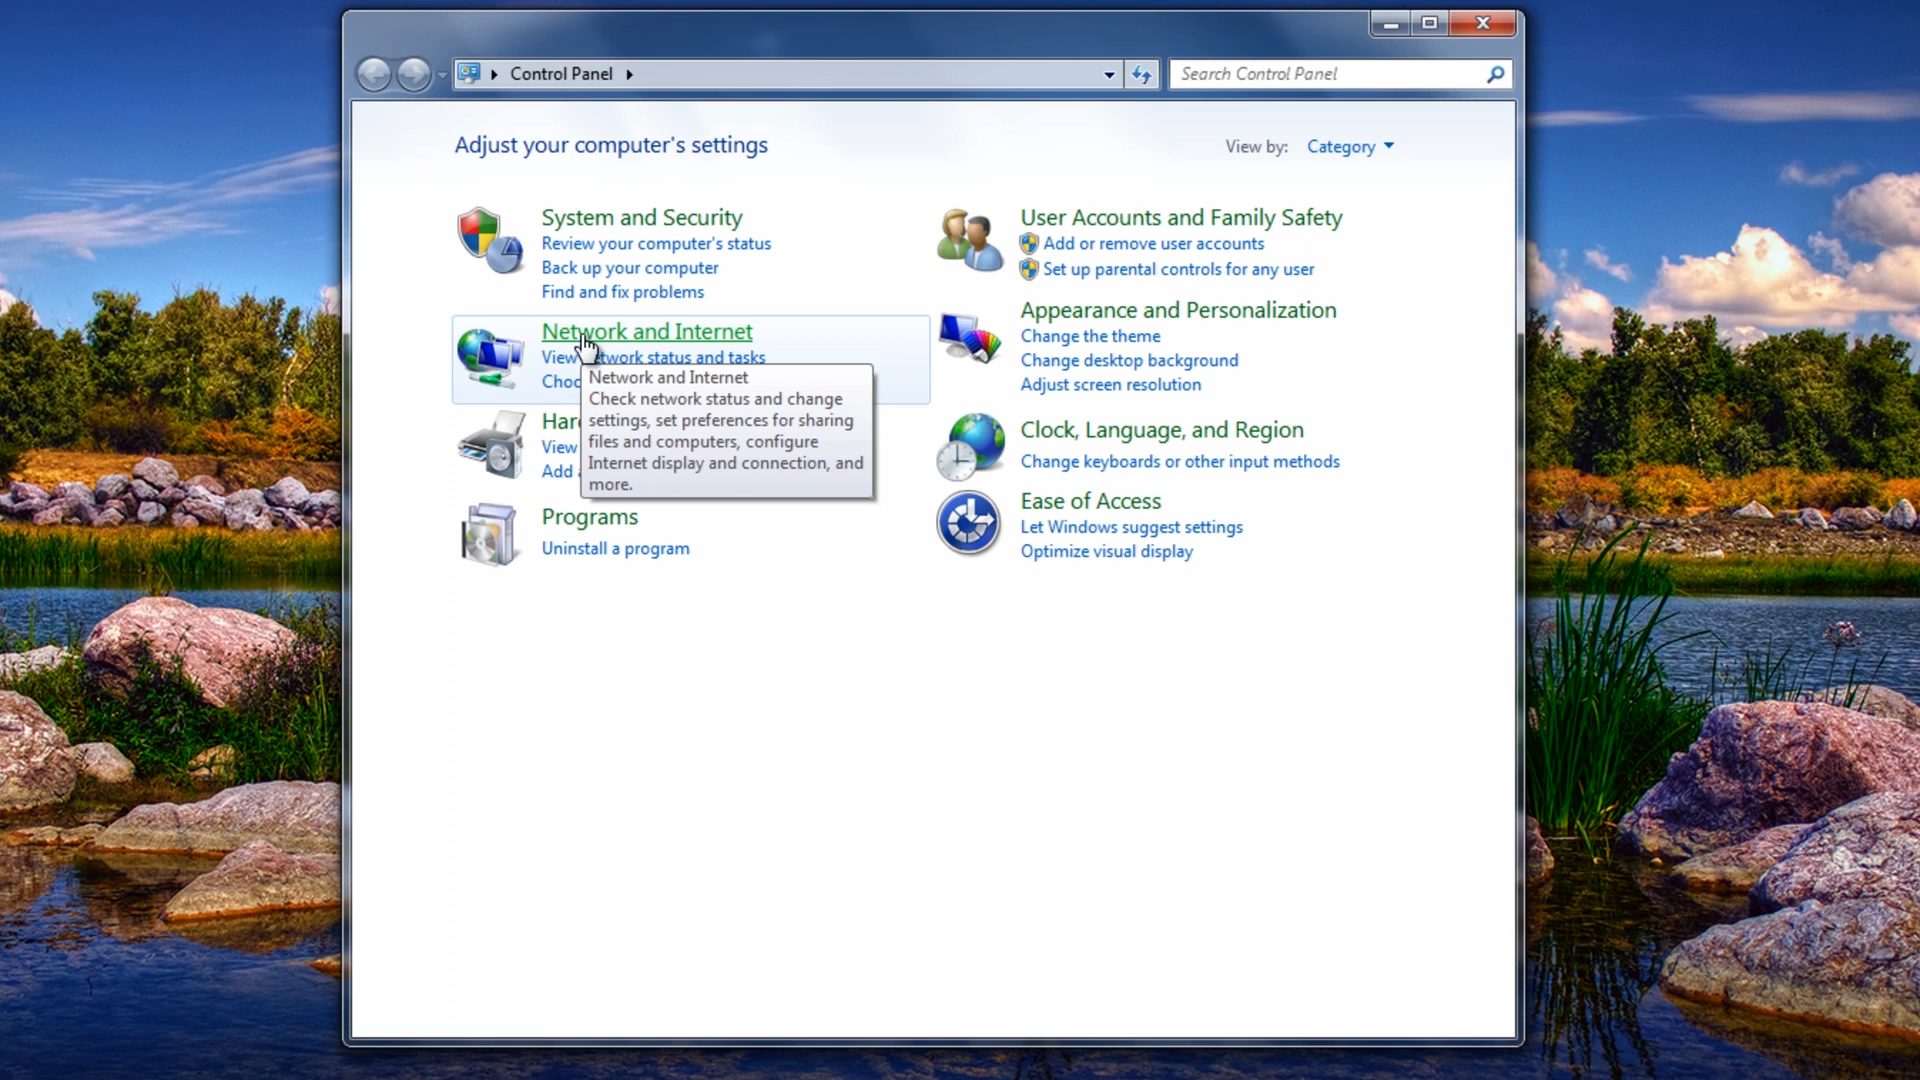 Control Panel
Search Control Panel
Adjust your computer's settings
View by: Category
System and Security
Review your computer's status
Back up your computer
Find and fix problems
Network and Internet
View network status and tasks
Network and Internet
Check network status and change
settings, set preferences for sharing
files and computers, configure
Internet display and connection, and
more.
View
Add
Programs
Uninstall a program
User Accounts and Family Safety
Add or remove user accounts
Set up parental controls for any user
Appearance and Personalization
Change the theme
Change desktop background
Adjust screen resolution
Clock, Language, and Region
Change keyboards or other input methods
Ease of Access
Let Windows suggest settings
Optimize visual display